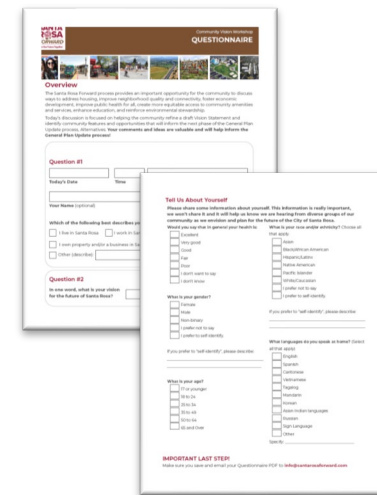 SANTA
ROSA
FORWARD
Community Vision Workshop
QUESTIONNAIRE
Overview
The Santa Rosa Forward process provides an important opportunity for the community to discuss
ways to address housing, improve neighborhood quality and connectivity, foster economic
development, improve public health for all, create more equitable access to community amenities
and services, enhance education, and reinforce environmental stewardship.
Today's discussion is focused on helping the community refine a draft Vision Statement and
identify community features and opportunities that will inform the next phase of the General Plan
Update process, Alternatives. Your comments and ideas are valuable and will help inform the
General Plan Update process!
Question #1
Today's Date Time
Your Name (optional)
Which of the following best describes yo
I live in Santa I work in Sa
I own property and/or a business in Sa
Other (describe)
Question #2
In one word, what is your vision
for the future of Santa Rosa?
Tell Us About Yourself
Please share some information about yourself. This information is really important,
we won't share it and it will help us know we are hearing from diverse groups of our
community as we envision and plan for the future of the City of Santa Rosa.
Would you say that in general your health is:
Excellent
Very good
Good
Fair
Poor
I don't want to say
I don't know
What is your gender?
Female
Male
Non-binary
I prefer not to say
I prefer to self-identify
If you prefer to "self-identify", please describe
What is your age?
17 or younger
18 to 24
25 to 34
35 to 49
50 to 64
65 and over
What is your race and/or ethnicity? Choose all
that apply
Asian
Black/African American
Hispanic/Latinx
Native American
Pacific Islander
White/Caucasian
I prefer not to say
I prefer to self-identify
If you prefer to "self-identify", please describe
What languages do you speak at home? (Select
all that apply)
English
Spanish
Cantonese
Vietnamese
Tagalog
Mandarin
Korean
Asian Indian languages
Russian
Sign Language
Other
Specify
IMPORTANT LAST STEP!
Make sure you save and email your Questionnaire PDF to info@santarosaforward.com